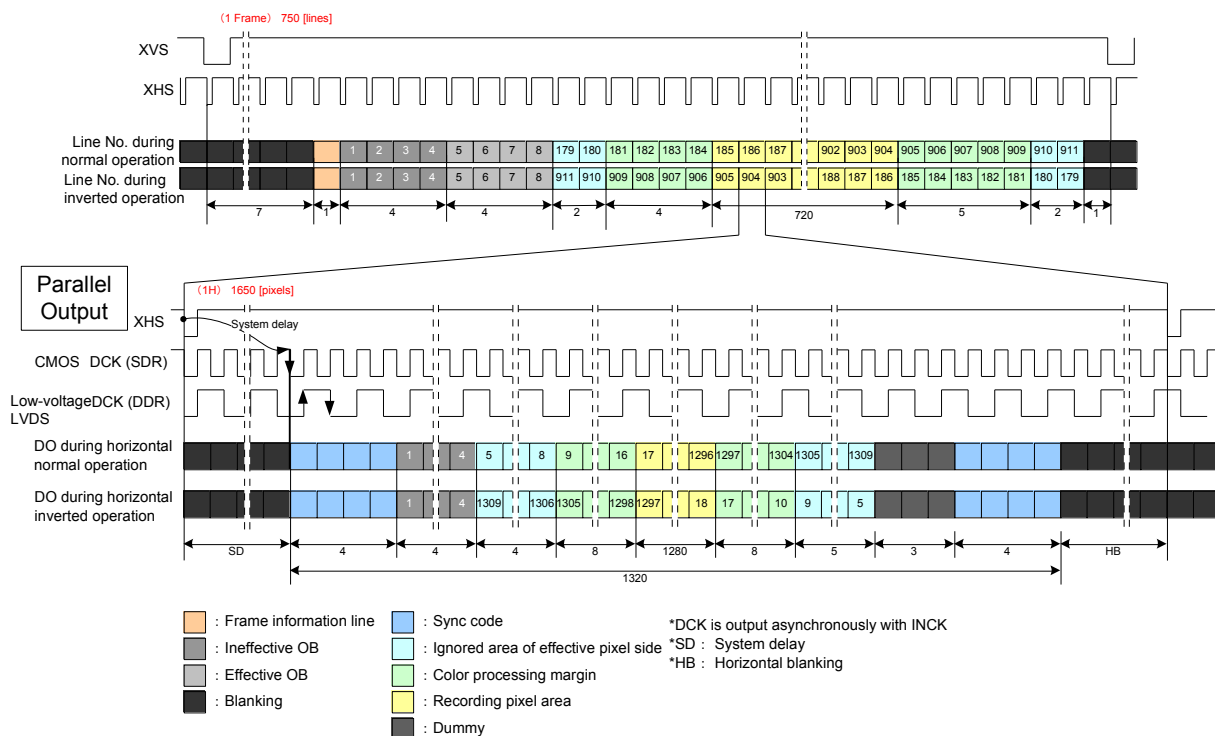 （1 Frame） 750 [lines]
XVS
XHS
Line No. during normal operation
1 2 3 4 5 6 7 8 179 180 181 182 183 184 185 186 187 902 903 904 905 906 907 908 909 910 911
Line No. during inverted operation
1 2 3 4 5 6 7 8 911 910 909 908 907 906 905 904 903 188 187 186 185 184 183 182 181 180 179
7 1 4 4 2 4 720 5 2 1
Parallel Output
（1H） 1650 [pixels]
XHS
System delay
CMOS DCK (SDR)
Low-voltage LVDS DCK (DDR)
DO during horizontal normal operation
1 4 5 8 9 16 17 1296 1297 1304 1305 1309
DO during horizontal inverted operation
1 4 1309 1306 1305 1298 1297 18 17 10 9 5
SD 4 4 4 8 1280 8 5 3 4 HB
1320
: Frame information line
: Ineffective OB
: Effective OB
: Blanking
: Sync code
: Ignored area of effective pixel side
: Color processing margin
: Recording pixel area
: Dummy
*DCK is output asynchronously with INCK
*SD : System delay
*HB : Horizontal blanking